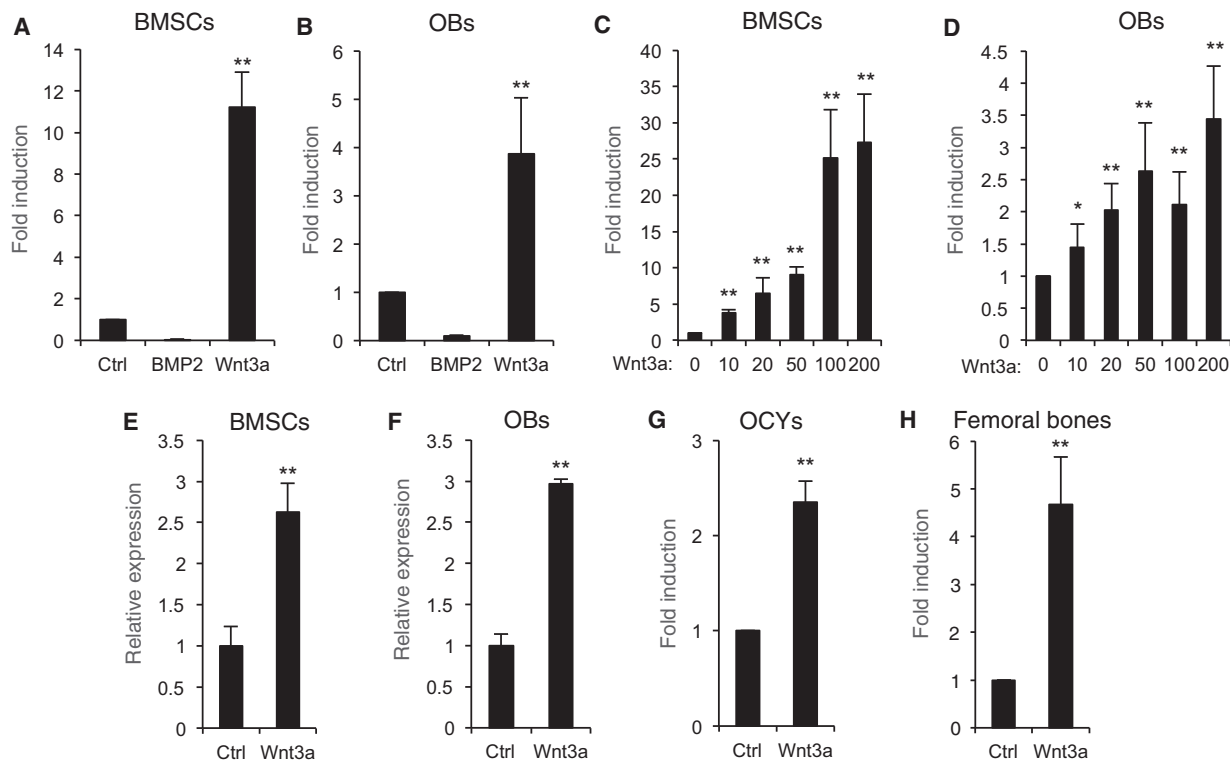 A
BMSCs
Fold induction
14
12
10
8
6
4
2
0
**
Ctrl BMP2 Wnt3a
B
OBs
Fold induction
6
5
4
3
2
1
0
**
Ctrl BMP2 Wnt3a
C
BMSCs
Fold induction
40
35
30
25
20
15
10
5
0
** ** ** ** **
Wnt3a: 0 10 20 50 100 200
D
OBs
Fold induction
4.5
4
3.5
3
2.5
2
1.5
1
0.5
0
* ** ** ** **
Wnt3a: 0 10 20 50 100 200
E
BMSCs
Relative expression
3.5
3
2.5
2
1.5
1
0.5
0
**
Ctrl Wnt3a
F
OBs
Relative expression
3.5
3
2.5
2
1.5
1
0.5
0
**
Ctrl Wnt3a
G
OCYs
Fold induction
3
2
1
0
**
Ctrl Wnt3a
H
Femoral bones
Fold induction
6
5
4
3
2
1
0
**
Ctrl Wnt3a